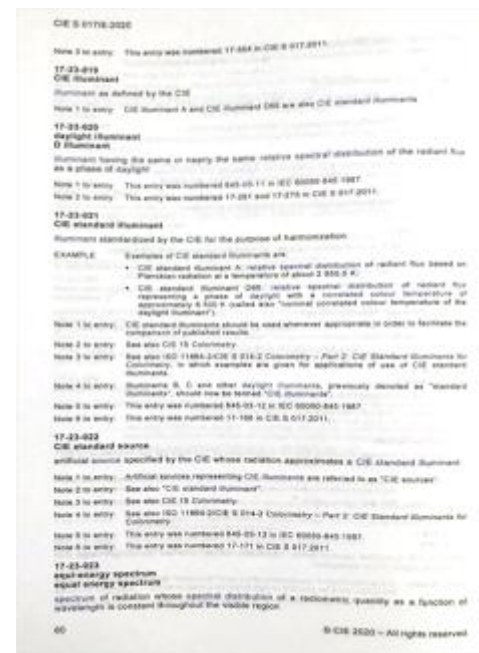 CIE S 017/E:2020
Note 3 to entry: This entry was numbered 17-554 in CIE S 017:2011.
17-23-019
CIE illuminant
illuminant as defined by the CIE
Note 1 to entry: CIE illuminant A and CIE illuminant D65 are also CIE standard illuminants
17-23-020
daylight illuminant
D illuminant
illuminant having the same or nearly the same relative spectral distribution of the radiant flux
as a phase of daylight
Note 1 to entry: This entry was numbered 845-03-11 in IEC 60050-845:1987.
Note 2 to entry: This entry was numbered 17-251 and 17-275 in CIE S 017:2011.
17-23-021
CIE standard illuminant
illuminant standardized by the CIE for the purpose of harmonization
EXAMPLE Examples of CIE standard illuminants are:
• CIE standard illuminant A: relative spectral distribution of radiant flux based on
Planckian radiation at a temperature of about 2 855,5 K;
• CIE standard illuminant D65: relative spectral distribution of radiant flux
representing a phase of daylight with a correlated colour temperature of
approximately 6 500 K (called also "nominal correlated colour temperature of the
daylight illuminant").
Note 1 to entry: CIE standard illuminants should be used whenever appropriate in order to facilitate the
comparison of published results.
Note 2 to entry: See also CIE 15 Colorimetry.
Note 3 to entry: See also ISO 11664-2/CIE S 014-2 Colorimetry – Part 2: CIE Standard Illuminants for
Colorimetry, in which examples are given for applications of use of CIE standard
illuminants.
Note 4 to entry: Illuminants B, C and other daylight illuminants, previously denoted as "standard
illuminants", should now be termed "CIE illuminants".
Note 5 to entry: This entry was numbered 845-03-12 in IEC 60050-845:1987
Note 6 to entry: This entry was numbered 17-168 in CIE S 017:2011.
17-23-022
CIE standard source
artificial source specified by the CIE whose radiation approximates a CIE standard illuminant
Note 1 to entry: Artificial sources representing CIE illuminants are referred to as "CIE sources".
Note 2 to entry: See also "CIE standard illuminant".
Note 3 to entry: See also CIE 15 Colorimetry.
Note 4 to entry: See also ISO 11664-2/CIE S 014-2 Colorimetry – Part 2: CIE Standard Illuminants for
Colorimetry.
Note 5 to entry: This entry was numbered 845-03-13 in IEC 60050-845:1987.
Note 6 to entry: This entry was numbered 17-171 in CIE S 017:2011.
17-23-023
equi-energy spectrum
equal energy spectrum
spectrum of radiation whose spectral distribution of a radiometric quantity as a function of
wavelength is constant throughout the visible region
60 © CIE 2020 – All rights reserved